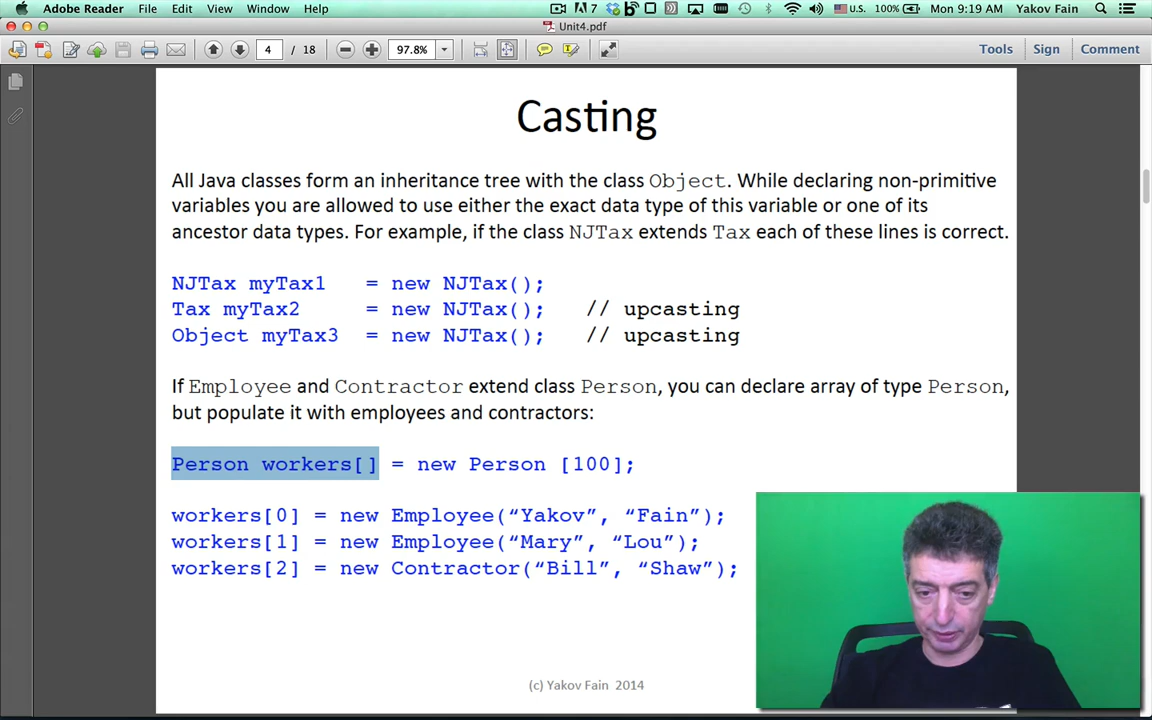 Adobe Reader File Edit View Window Help 7 U.S. 100% Mon 9:19 AM Yakov Fain
Unit4.pdf
4 / 18 97.8% Tools Sign Comment
Casting
All Java classes form an inheritance tree with the class Object. While declaring non-primitive
variables you are allowed to use either the exact data type of this variable or one of its
ancestor data types. For example, if the class NJTax extends Tax each of these lines is correct.
NJTax myTax1 = new NJTax();
Tax myTax2 = new NJTax(); // upcasting
Object myTax3 = new NJTax(); // upcasting
If Employee and Contractor extend class Person, you can declare array of type Person,
but populate it with employees and contractors:
Person workers[] = new Person [100];
workers[0] = new Employee(“Yakov”, “Fain”);
workers[1] = new Employee(“Mary”, “Lou”);
workers[2] = new Contractor(“Bill”, “Shaw”);
(c) Yakov Fain 2014